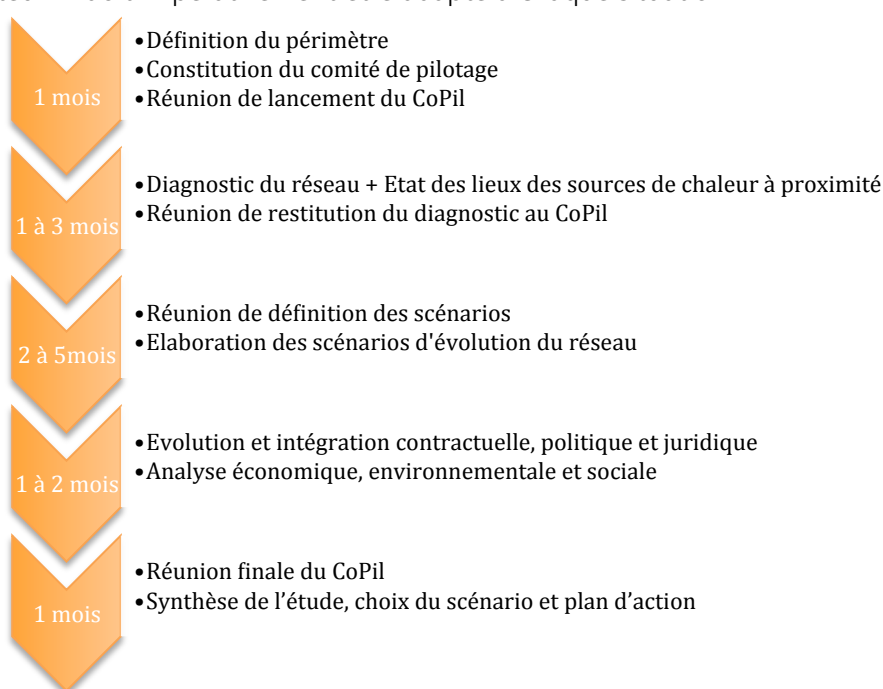 1 mois
•Définition du périmètre
•Constitution du comité de pilotage
•Réunion de lancement du CoPil
1 à 3 mois
•Diagnostic du réseau + Etat des lieux des sources de chaleur à proximité
•Réunion de restitution du diagnostic au CoPil
2 à 5mois
•Réunion de définition des scénarios
•Elaboration des scénarios d'évolution du réseau
1 à 2 mois
•Evolution et intégration contractuelle, politique et juridique
•Analyse économique, environnementale et sociale
1 mois
•Réunion finale du CoPil
•Synthèse de l’étude, choix du scénario et plan d’action